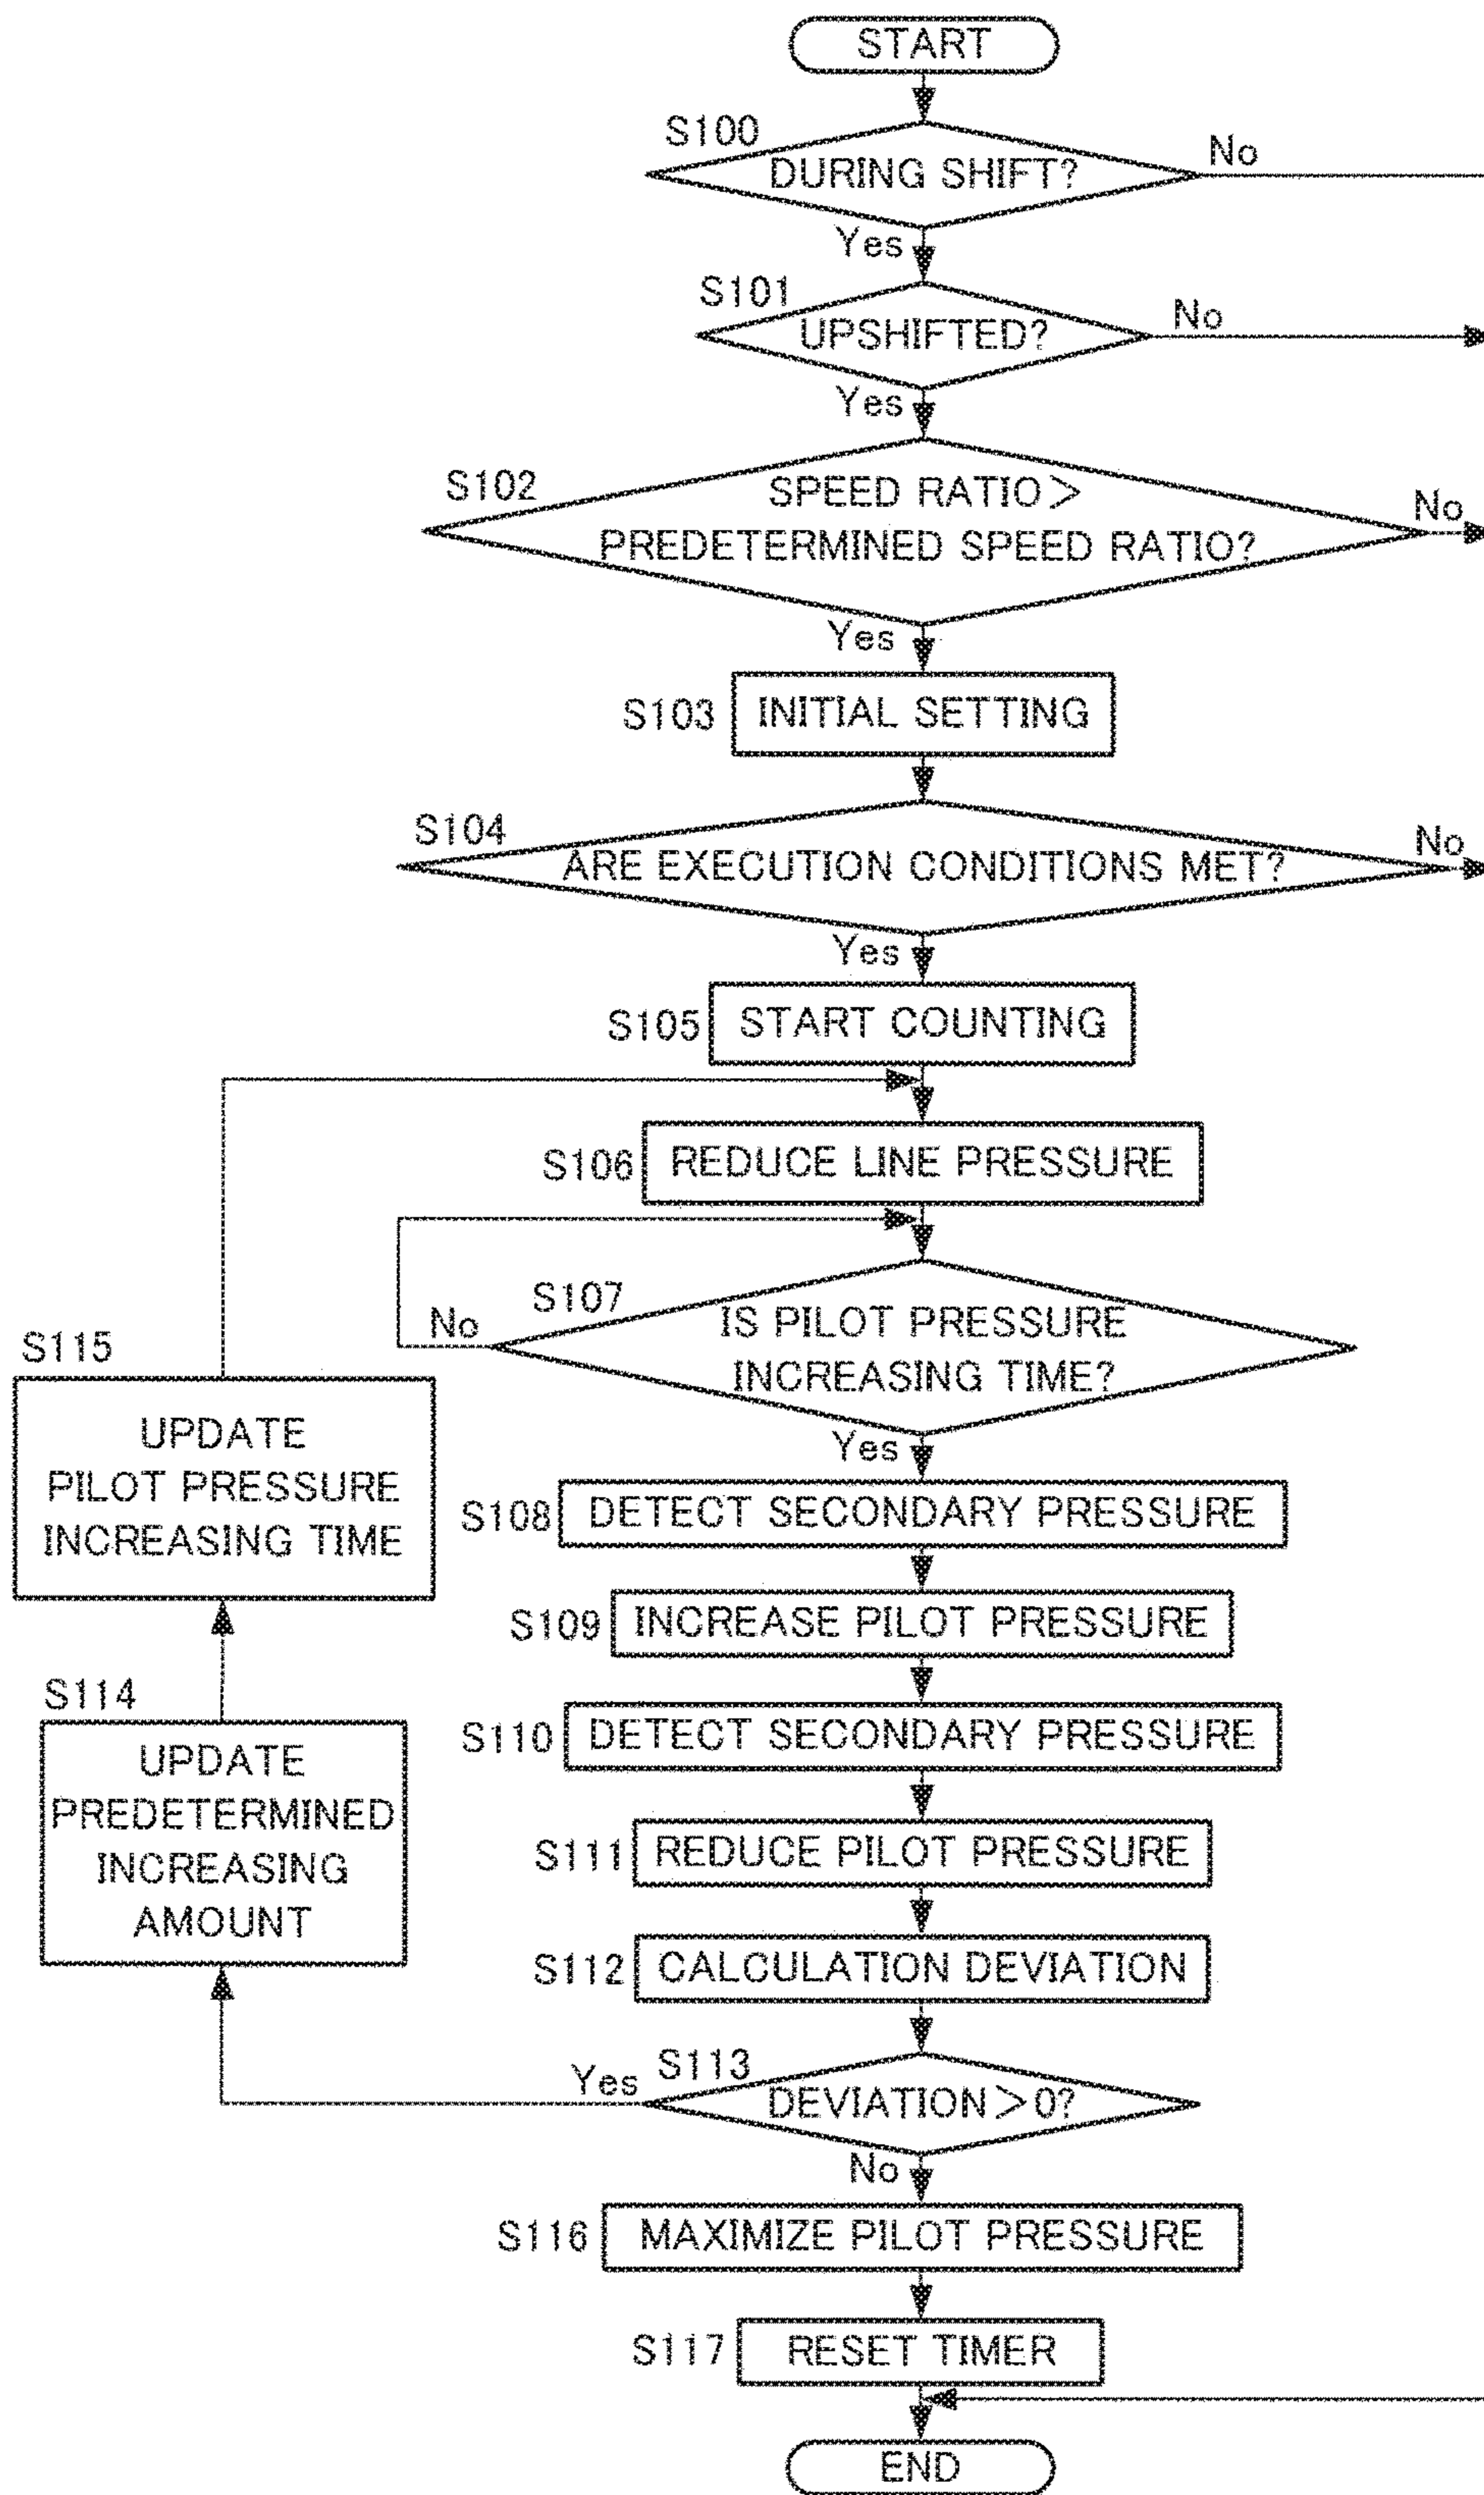 START
S100
DURING SHIFT?
No
Yes
S101
UPSHIFTED?
No
Yes
S102
SPEED RATIO>
PREDETERMINED SPEED RATIO?
No
Yes
S103
INITIAL SETTING
S104
ARE EXECUTION CONDITIONS MET?
No
Yes
S105
START COUNTING
S106
REDUCE LINE PRESSURE
S107
IS PILOT PRESSURE
INCREASING TIME?
No
Yes
S115
UPDATE
PILOT PRESSURE
INCREASING TIME
S108
DETECT SECONDARY PRESSURE
S109
INCREASE PILOT PRESSURE
S114
UPDATE
PREDETERMINED
INCREASING
AMOUNT
S110
DETECT SECONDARY PRESSURE
S111
REDUCE PILOT PRESSURE
S112
CALCULATION DEVIATION
S113
DEVIATION>0?
Yes
No
S116
MAXIMIZE PILOT PRESSURE
S117
RESET TIMER
END